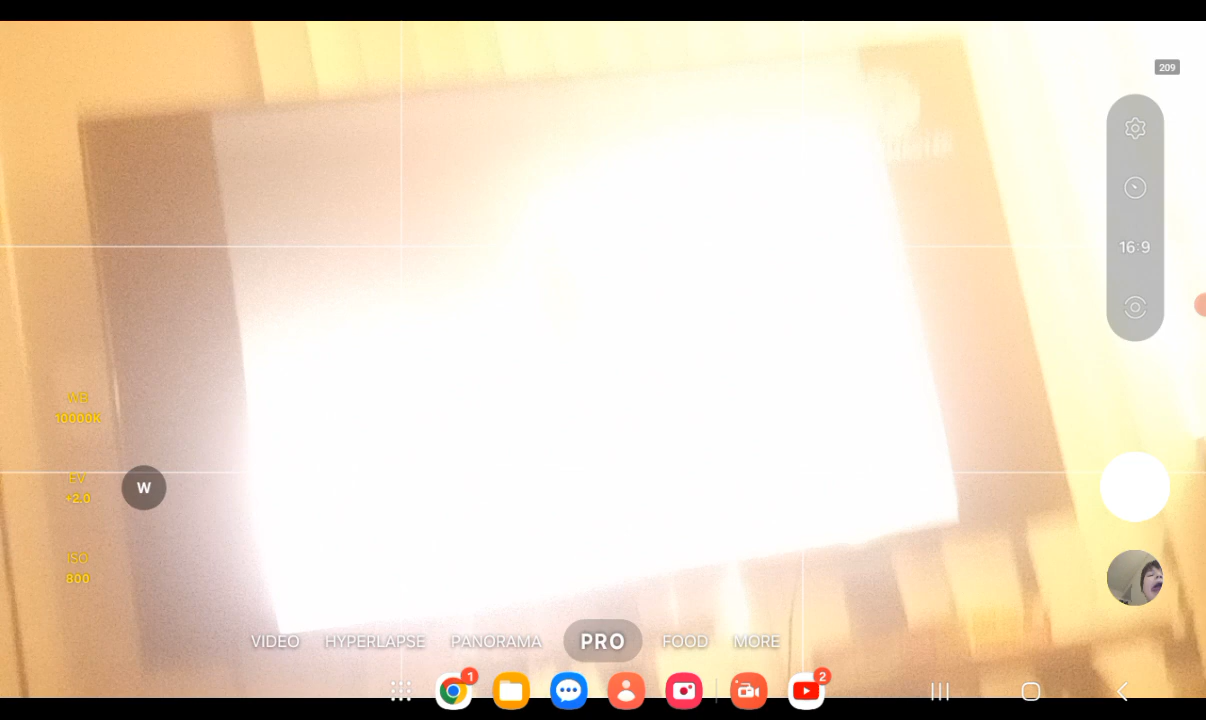 209
16:9
WB
10000K
EV
+2.0
W
ISO
800
VIDEO HYPERLAPSE PANORAMA PRO FOOD MORE
1 2